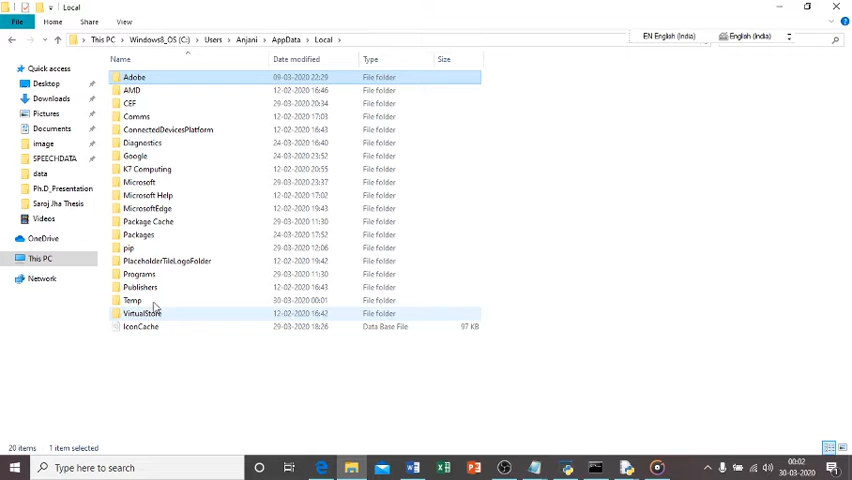 Local
File Home Share View
This PC Windows8_OS (C:) Users Anjani AppData Local
EN English (India) English (India)
Name Date modified Type Size
Quick access
Desktop
Downloads
Pictures
Documents
image
SPEECHDATA
data
Ph.D_Presentation
Saroj Jha Thesis
Videos
OneDrive
This PC
Network
Adobe 09-03-2020 22:29 File folder
AMD 12-02-2020 16:46 File folder
CEF 29-03-2020 20:34 File folder
Comms 12-02-2020 17:03 File folder
ConnectedDevicesPlatform 12-02-2020 16:43 File folder
Diagnostics 24-03-2020 16:40 File folder
Google 24-03-2020 23:52 File folder
K7 Computing 12-02-2020 20:55 File folder
Microsoft 29-03-2020 23:37 File folder
Microsoft Help 12-02-2020 17:02 File folder
MicrosoftEdge 12-02-2020 19:43 File folder
Package Cache 29-03-2020 11:30 File folder
Packages 24-03-2020 17:52 File folder
pip 29-03-2020 12:06 File folder
PlaceholderTileLogoFolder 12-02-2020 19:42 File folder
Programs 29-03-2020 11:30 File folder
Publishers 12-02-2020 16:43 File folder
Temp 30-03-2020 00:01 File folder
VirtualStore 12-02-2020 16:42 File folder
IconCache 29-03-2020 18:26 Data Base File 97 KB
20 items 1 item selected
Type here to search
00:02
30-03-2020